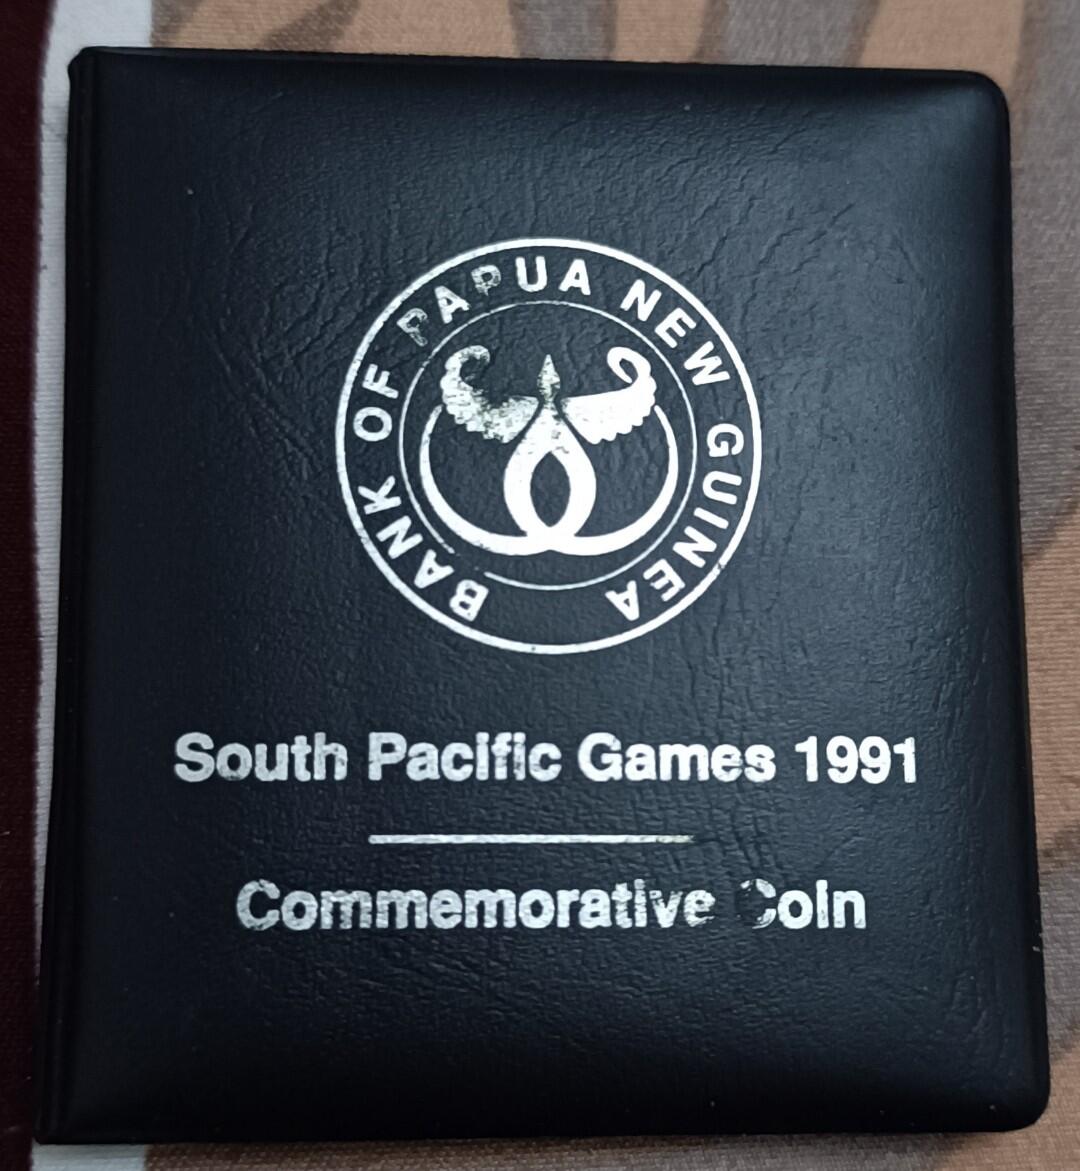 BANK OF PAPUA NEW GUINEA
South Pacific Games 1991
Commemorative Coin